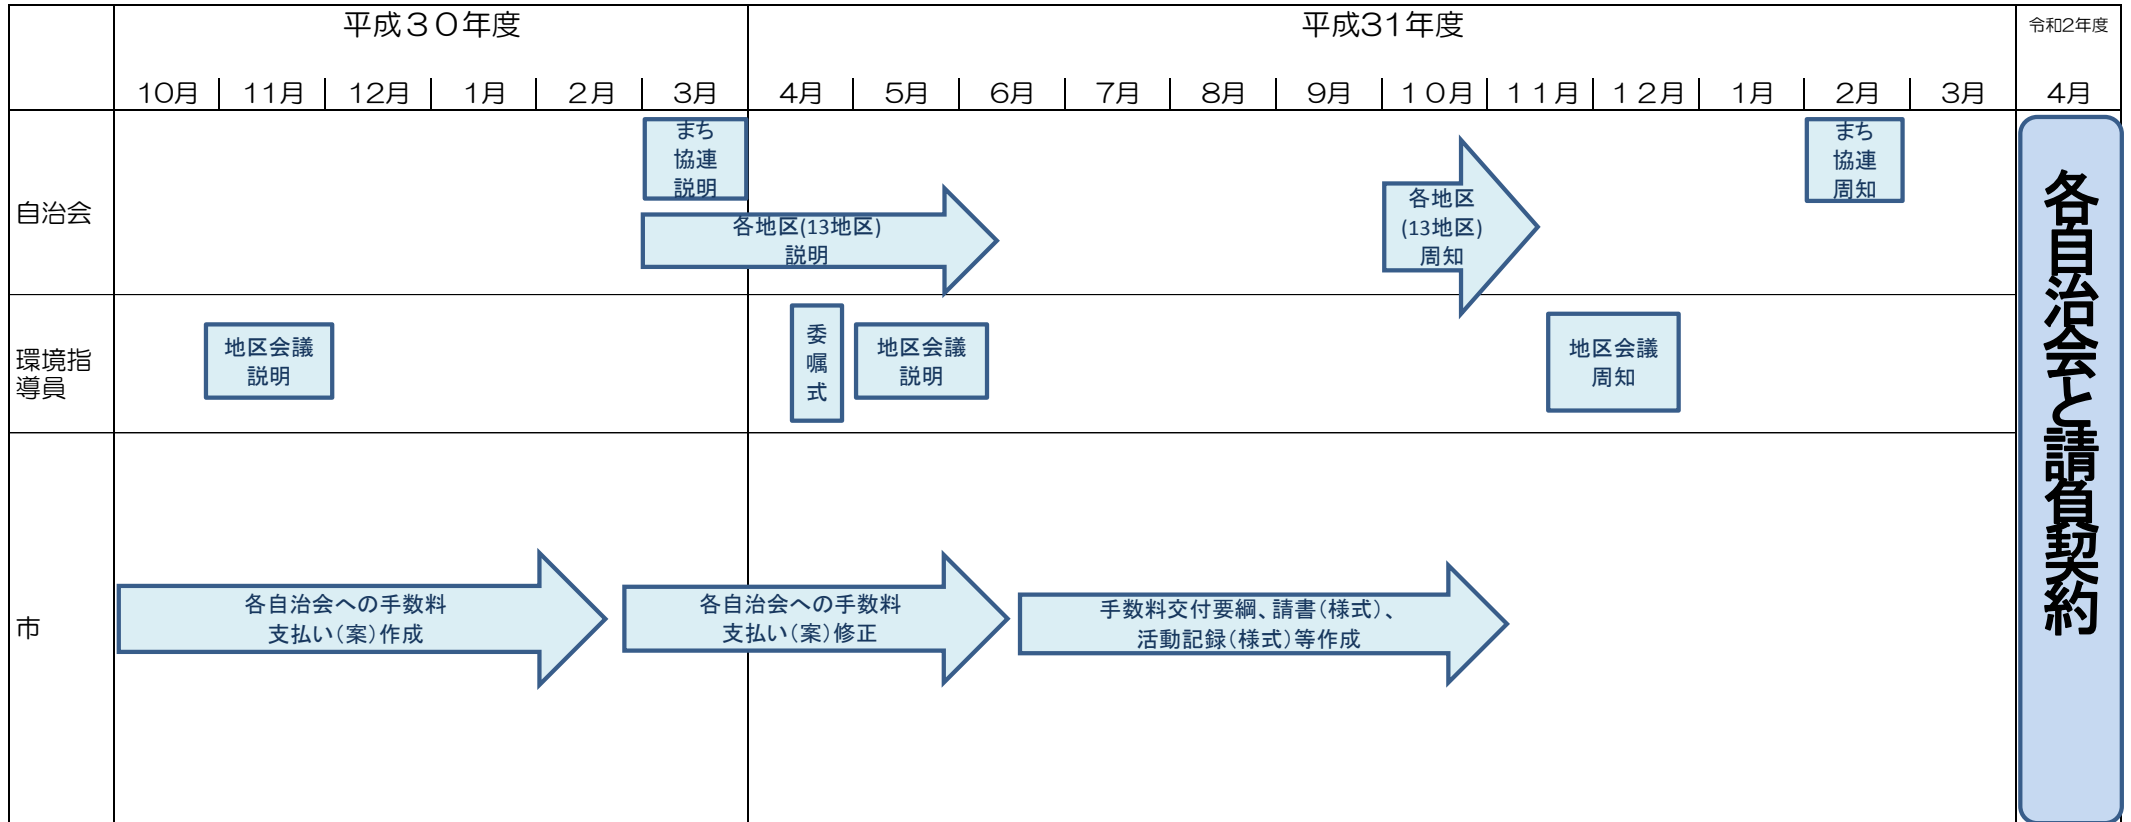 平成３０年度
平成31年度
令和2年度
10月
11月
12月
1月
2月
3月
4月
5月
6月
7月
8月
9月
１０月
１１月
１２月
1月
2月
3月
4月
自治会
まち
協連
説明
各地区(13地区)
説明
各地区
(13地区)
周知
まち
協連
周知
環境指
導員
地区会議
説明
委
嘱
式
地区会議
説明
地区会議
周知
市
各自治会への手数料
支払い（案）作成
各自治会への手数料
支払い（案）修正
手数料交付要綱、請書（様式）、
活動記録（様式）等作成
各自治会と請負契約